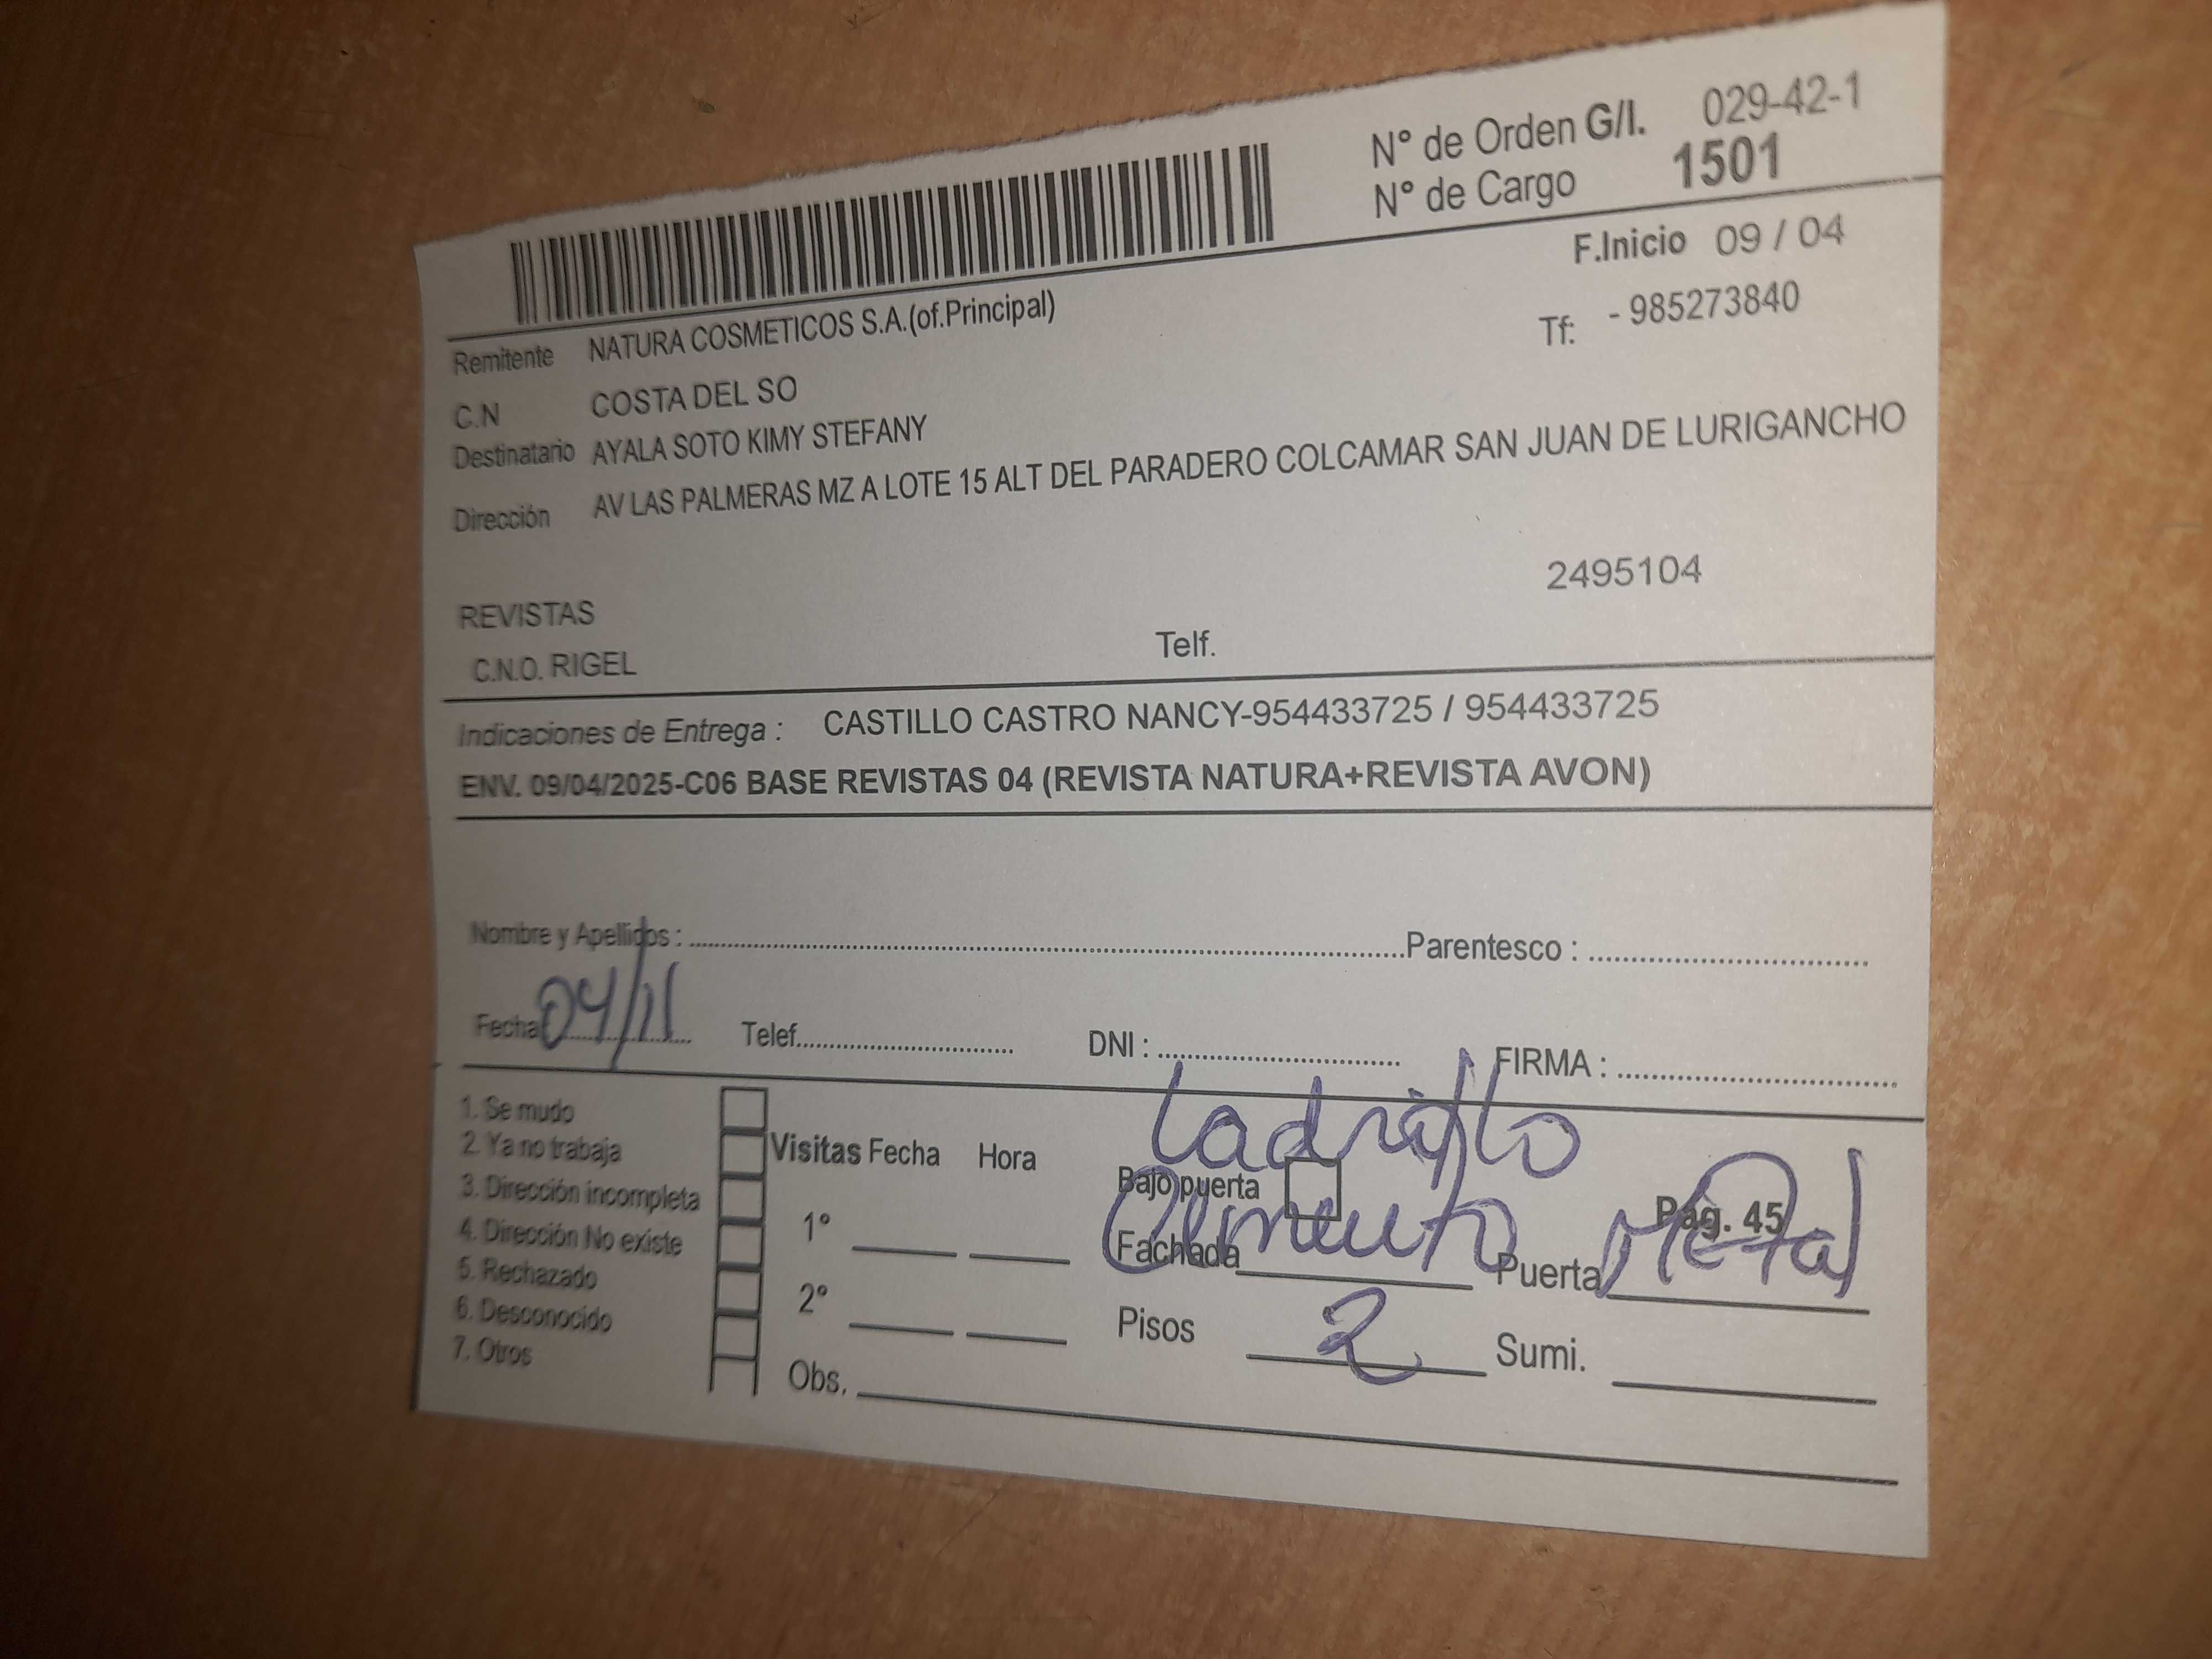 N° de Orden G/I. 029-42-1
N° de Cargo 1501
F.Inicio 09 / 04
Remitente NATURA COSMETICOS S.A.(of.Principal)
Tf: - 985273840
C.N COSTA DEL SO
Destinatario AYALA SOTO KIMY STEFANY
Dirección AV LAS PALMERAS MZ A LOTE 15 ALT DEL PARADERO COLCAMAR SAN JUAN DE LURIGANCHO
2495104
REVISTAS
C.N.O. RIGEL Telf.
Indicaciones de Entrega : CASTILLO CASTRO NANCY-954433725 / 954433725
ENV. 09/04/2025-C06 BASE REVISTAS 04 (REVISTA NATURA+REVISTA AVON)
Nombre y Apellidos : Parentesco :
Fecha 04/11 Telef. DNI : FIRMA :
1. Se mudo
2. Ya no trabaja
3. Dirección incompleta
4. Dirección No existe
5. Rechazado
6. Desconocido
7. Otros
Visitas Fecha Hora
1°
2°
Obs.
ladrillo
Bajo puerta
Pag. 45
Fachada Cemento Puerta Metal
Pisos 2 Sumi.